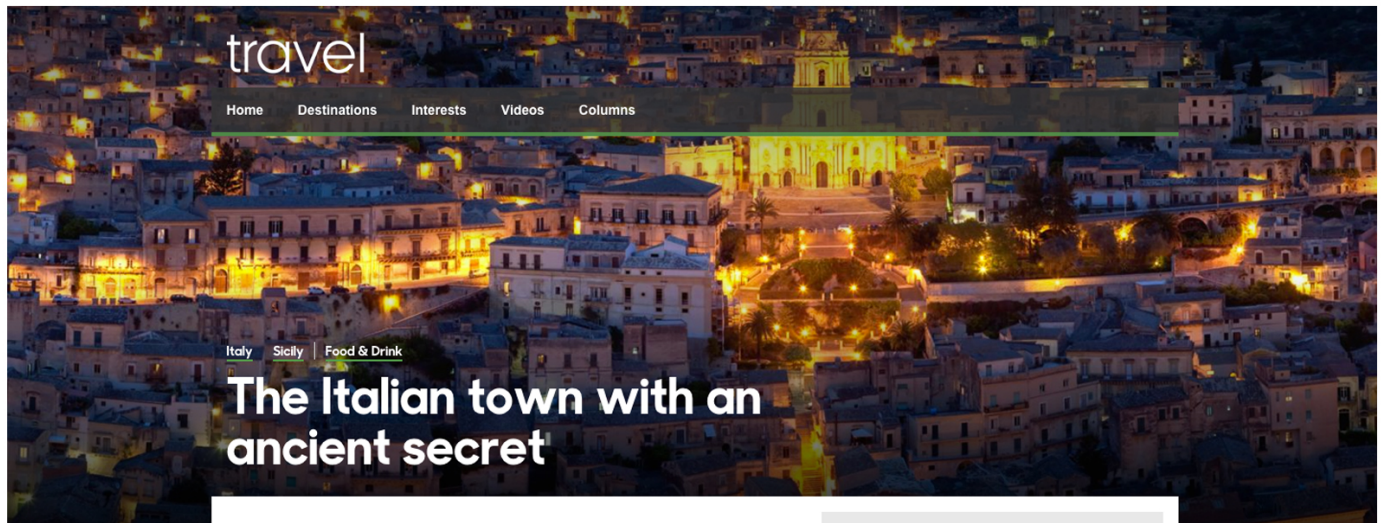 travel
Home Destinations Interests Videos Columns
Italy Sicily | Food & Drink
The Italian town with an
ancient secret